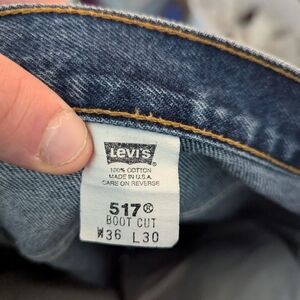 LEVI'S
100% COTTON
MADE IN U.S.A.
CARE ON REVERSE
517®
BOOT CUT
W36 L30